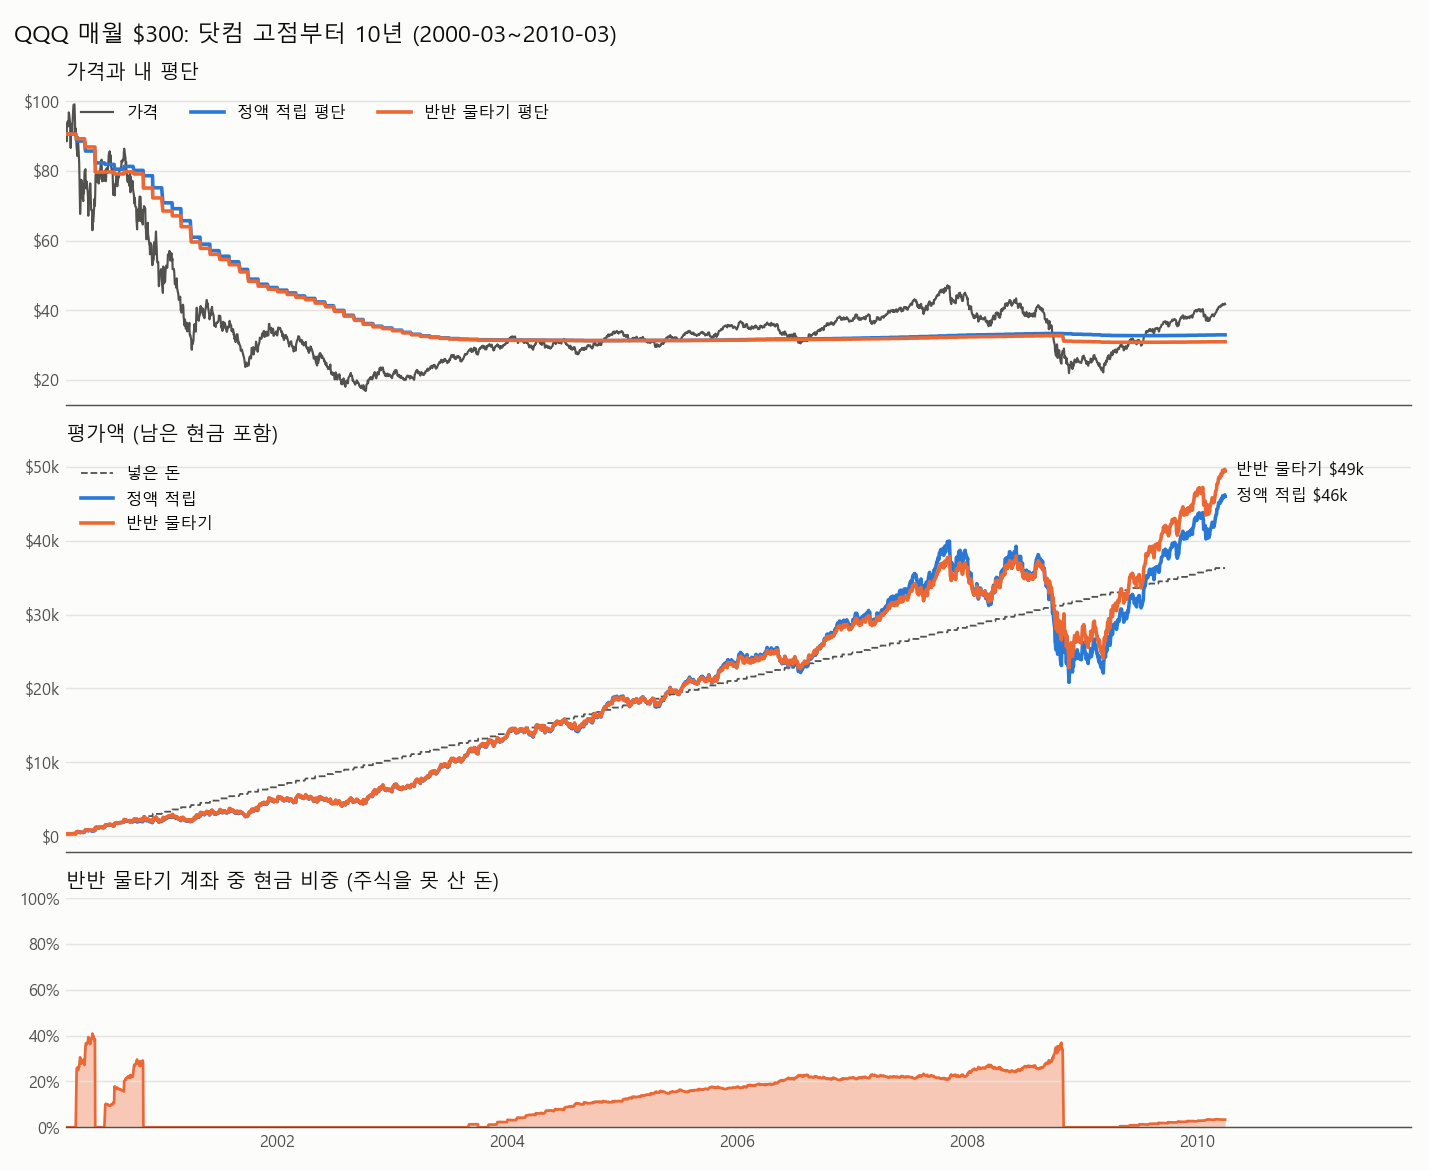 QQQ 매월 $300: 닷컴 고점부터 10년 (2000-03~2010-03)
가격과 내 평단
가격 정액 적립 평단 반반 물타기 평단
$100
$80
$60
$40
$20
평가액 (남은 현금 포함)
넣은 돈
정액 적립
반반 물타기
$50k
$40k
$30k
$20k
$10k
$0
반반 물타기 $49k
정액 적립 $46k
반반 물타기 계좌 중 현금 비중 (주식을 못 산 돈)
100%
80%
60%
40%
20%
0%
2002 2004 2006 2008 2010